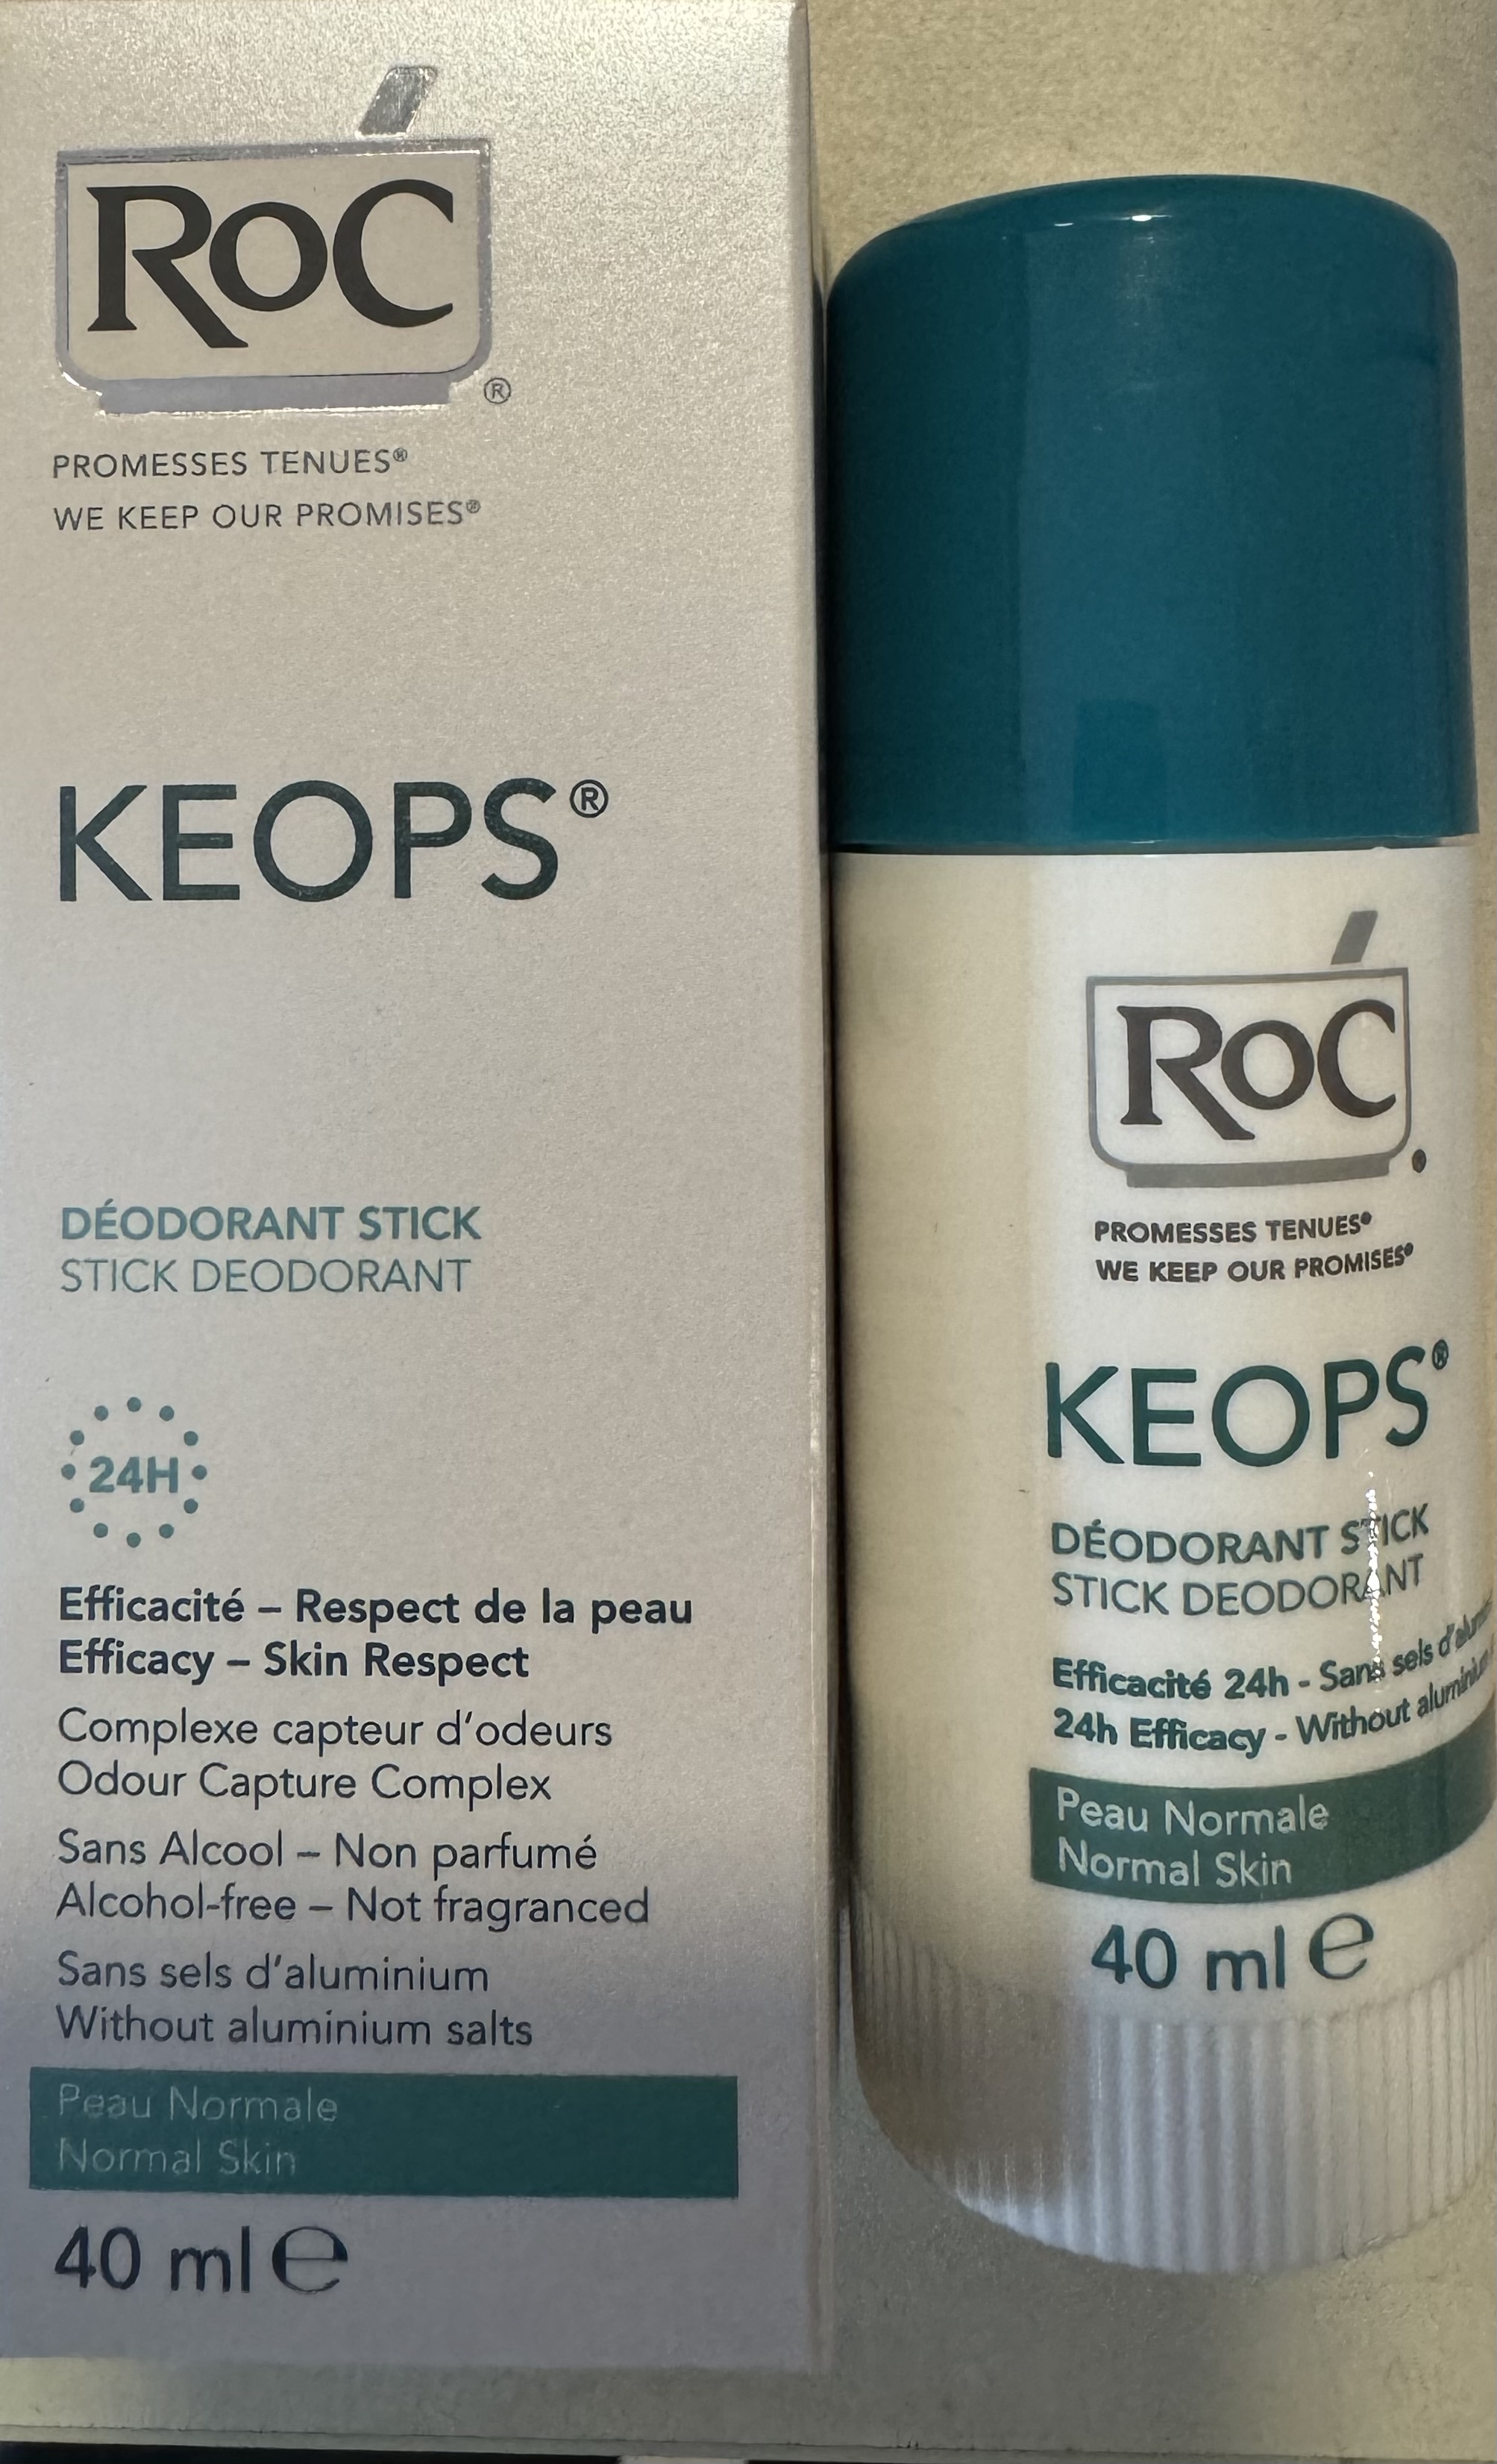 RoC
®
PROMESSES TENUES®
WE KEEP OUR PROMISES®
KEOPS®
DÉODORANT STICK
STICK DEODORANT
24H
Efficacité – Respect de la peau
Efficacy – Skin Respect
Complexe capteur d'odeurs
Odour Capture Complex
Sans Alcool – Non parfumé
Alcohol-free – Not fragranced
Sans sels d'aluminium
Without aluminium salts
Peau Normale
Normal Skin
40 ml ℮
RoC
PROMESSES TENUES®
WE KEEP OUR PROMISES®
KEOPS®
DÉODORANT STICK
STICK DEODORANT
Efficacité 24h - Sans sels
24h Efficacy - Without aluminium
Peau Normale
Normal Skin
40 ml ℮